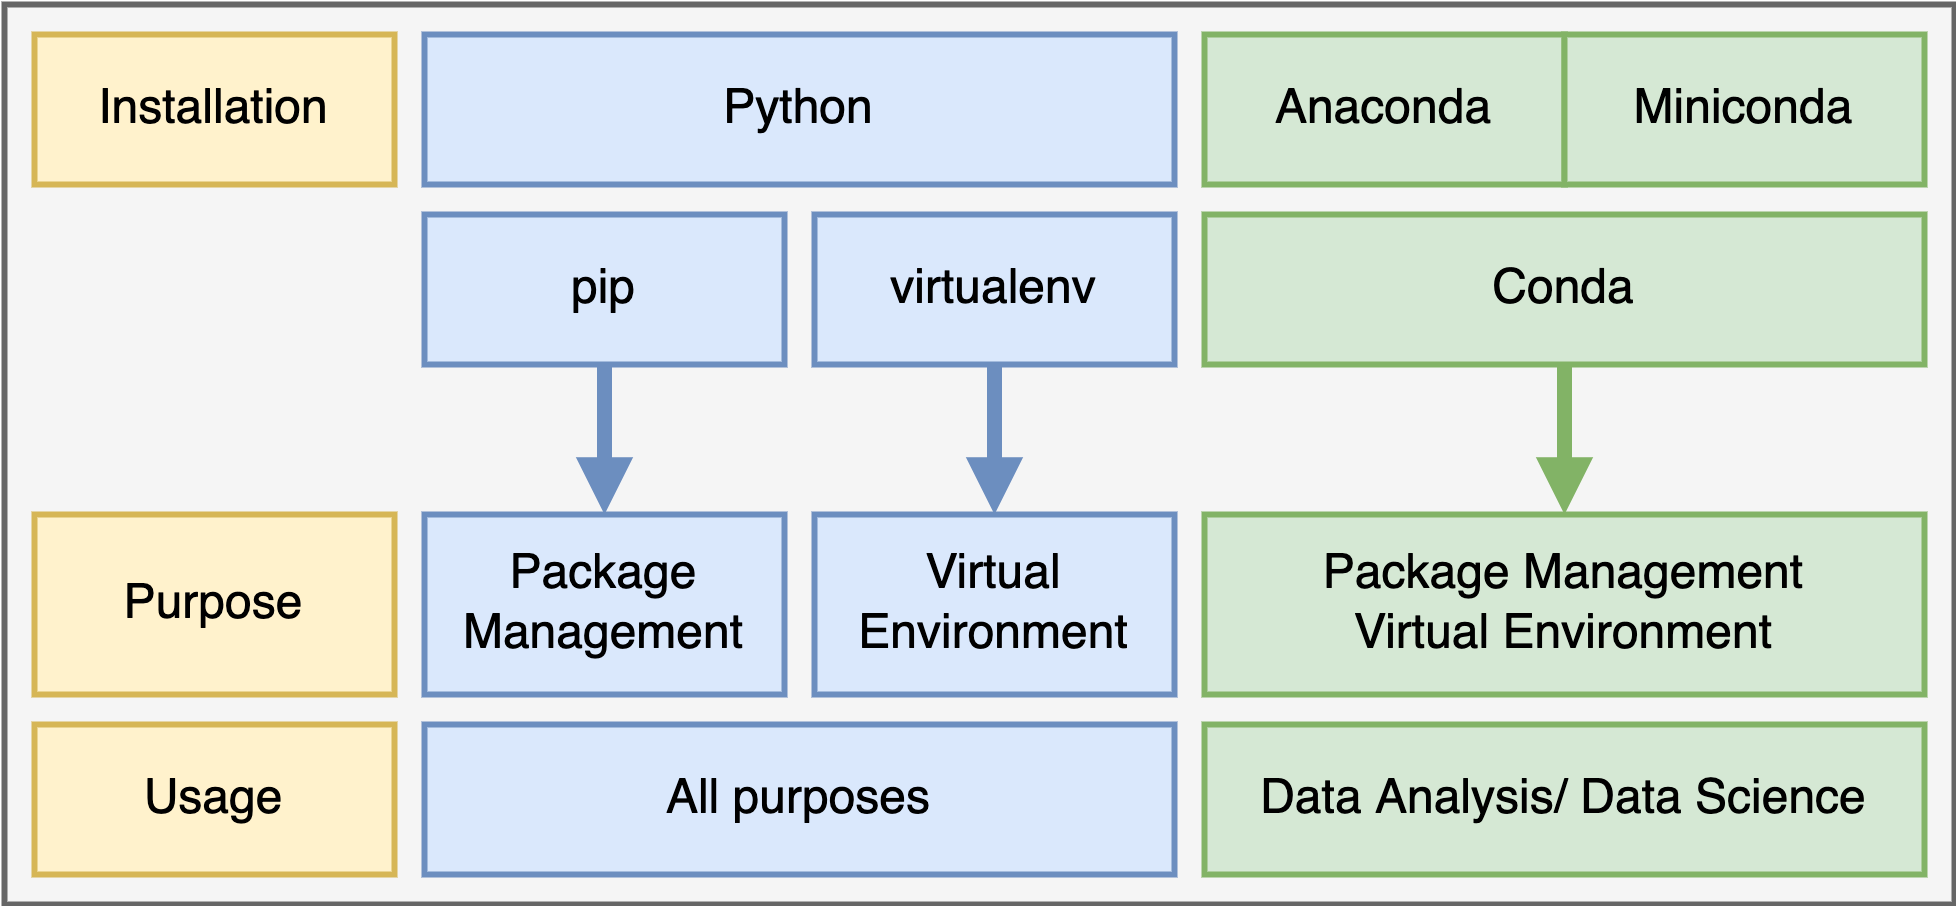 Installation
Python
Anaconda
Miniconda
pip
virtualenv
Conda
Purpose
Package
Management
Virtual
Environment
Package Management
Virtual Environment
Usage
All purposes
Data Analysis/ Data Science